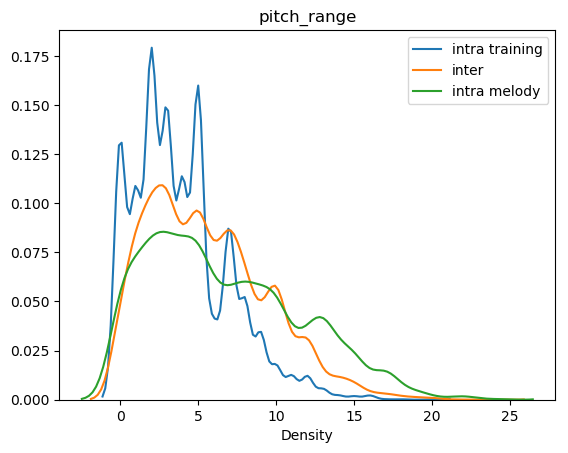 pitch_range
intra training
inter
intra melody
0.175
0.150
0.125
0.100
0.075
0.050
0.025
0.000
0 5 10 15 20 25
Density